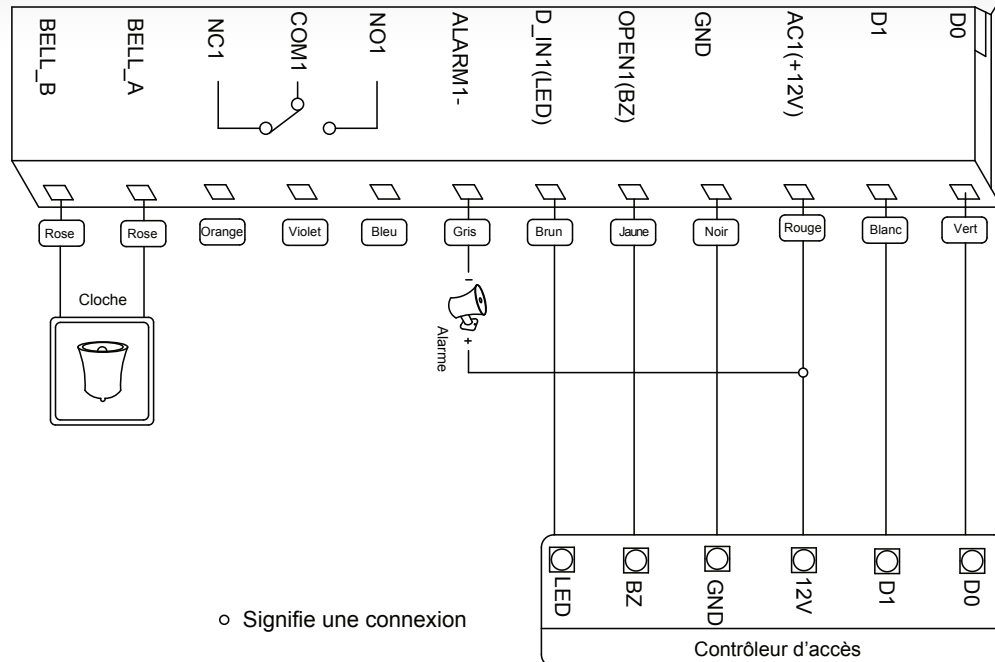 BELL_B
BELL_A
NC1
COM1
NO1
ALARM1-
D_IN1(LED)
OPEN1(BZ)
GND
AC1(+12V)
D1
D0
Rose
Rose
Orange
Violet
Bleu
Gris
Brun
Jaune
Noir
Rouge
Blanc
Vert
Cloche
-
+
Alarme
LED
BZ
GND
12V
D1
D0
Signifie une connexion
Contrôleur d'accès